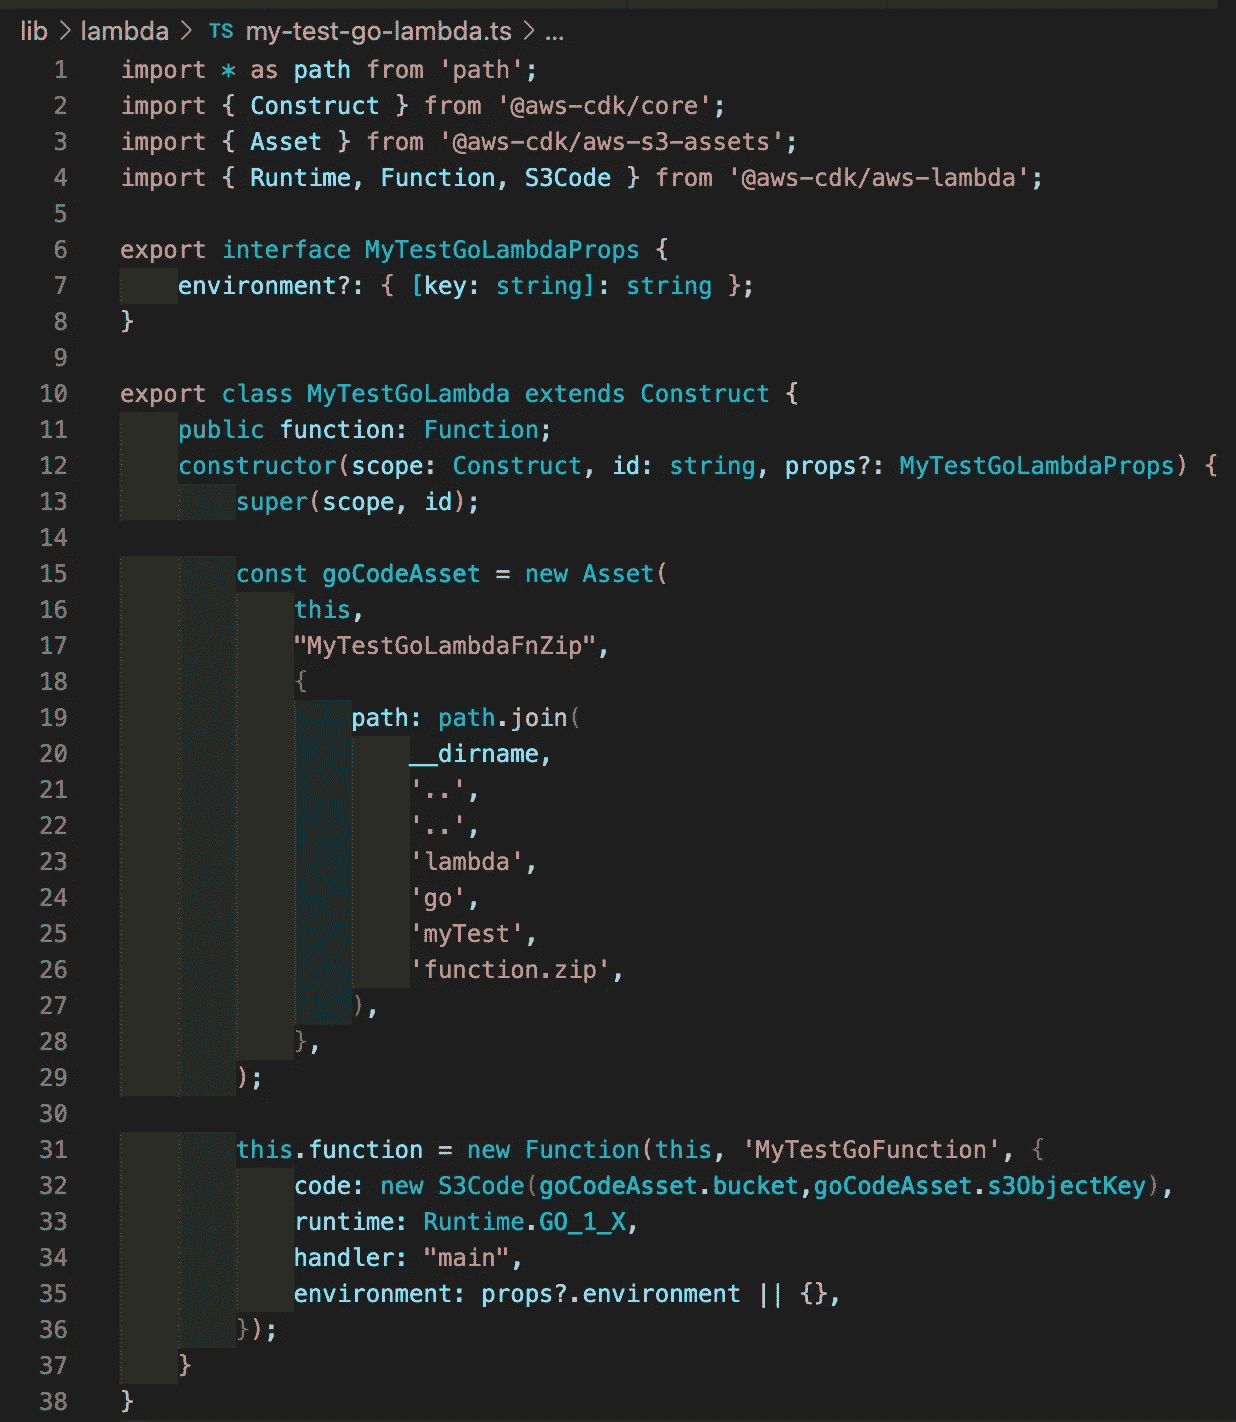 lib > lambda > TS my-test-go-lambda.ts > ...
1 import * as path from 'path';
2 import { Construct } from '@aws-cdk/core';
3 import { Asset } from '@aws-cdk/aws-s3-assets';
4 import { Runtime, Function, S3Code } from '@aws-cdk/aws-lambda';
5
6 export interface MyTestGoLambdaProps {
7     environment?: { [key: string]: string };
8 }
9
10 export class MyTestGoLambda extends Construct {
11     public function: Function;
12     constructor(scope: Construct, id: string, props?: MyTestGoLambdaProps) {
13         super(scope, id);
14
15         const goCodeAsset = new Asset(
16             this,
17             "MyTestGoLambdaFnZip",
18             {
19                 path: path.join(
20                     __dirname,
21                     '..',
22                     '..',
23                     'lambda',
24                     'go',
25                     'myTest',
26                     'function.zip',
27                 ),
28             },
29         );
30
31         this.function = new Function(this, 'MyTestGoFunction', {
32             code: new S3Code(goCodeAsset.bucket,goCodeAsset.s3ObjectKey),
33             runtime: Runtime.GO_1_X,
34             handler: "main",
35             environment: props?.environment || {},
36         });
37     }
38 }